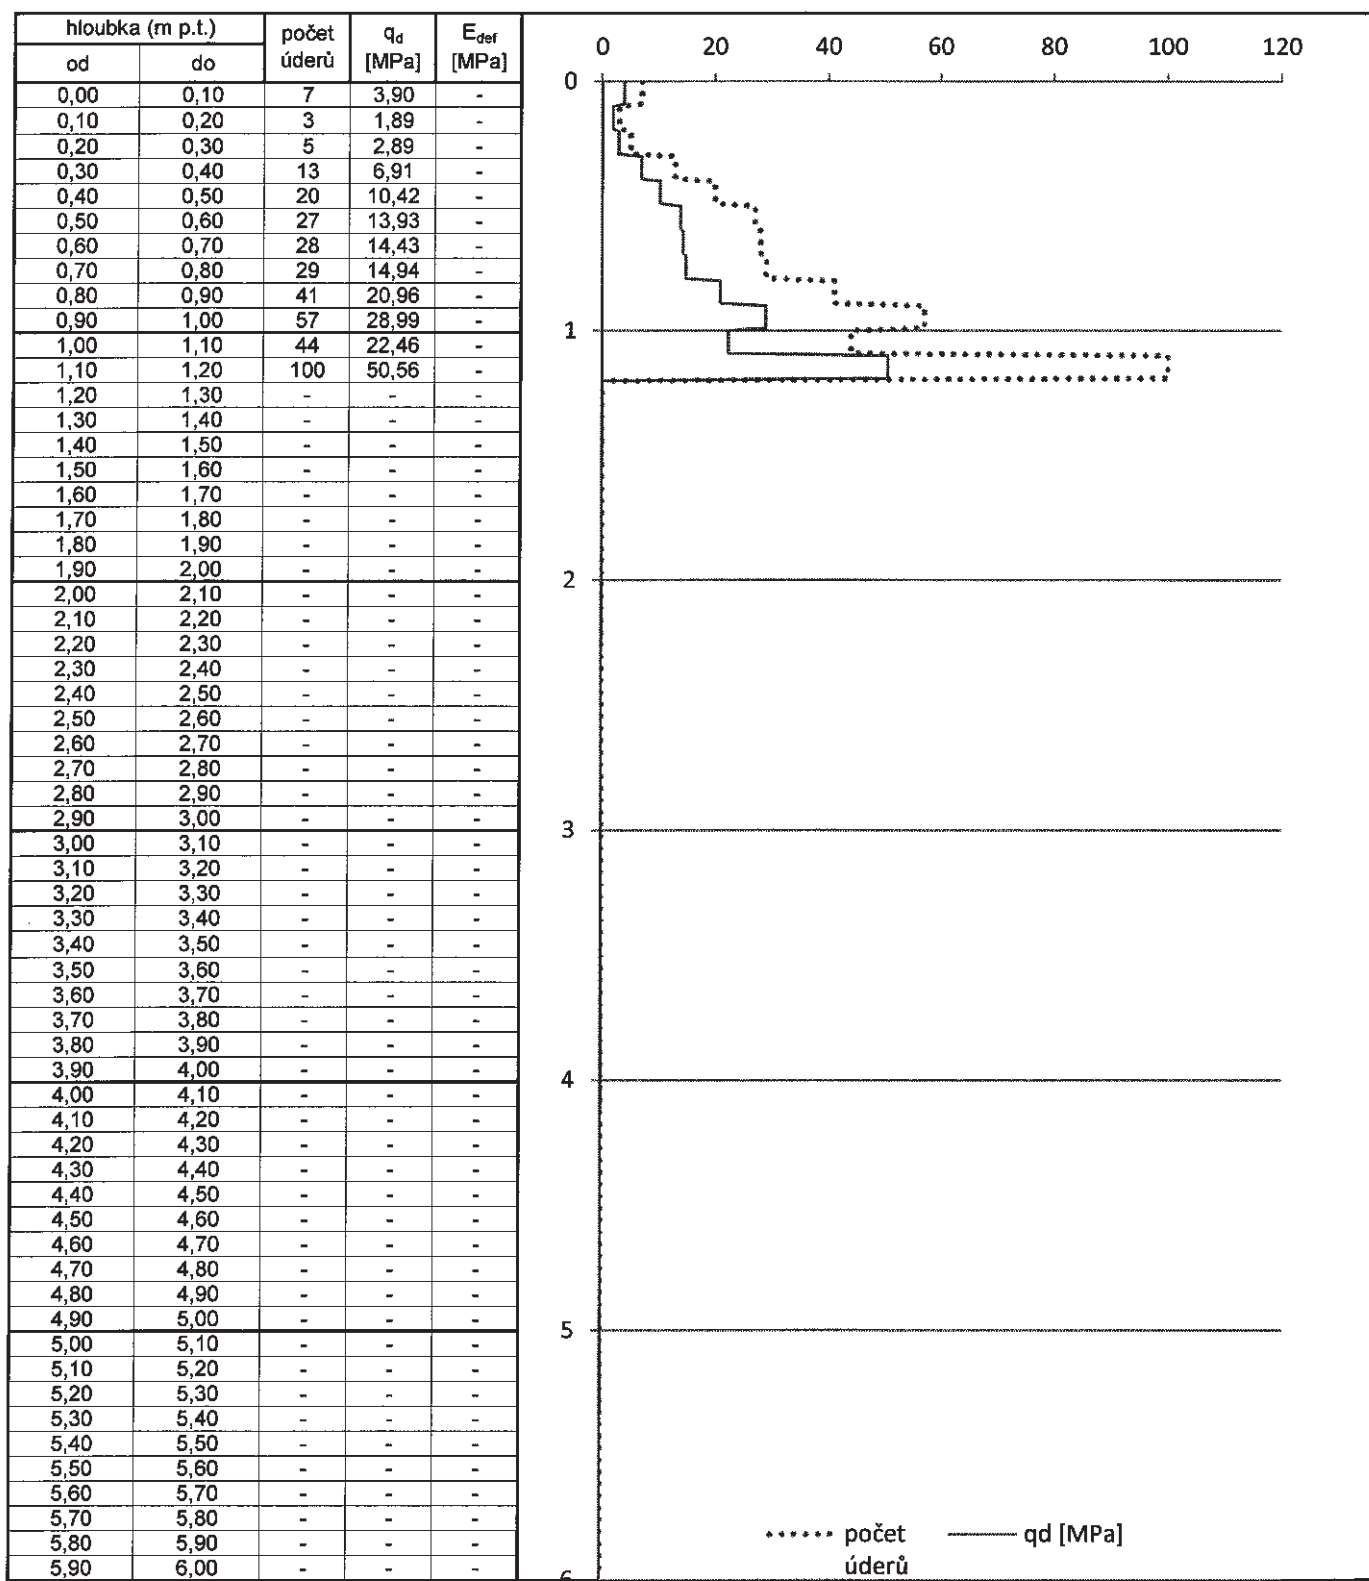 hloubka (m p.t.) počet úderů qd [MPa] Edef [MPa]
od do
0,00 0,10 7 3,90 -
0,10 0,20 3 1,89 -
0,20 0,30 5 2,89 -
0,30 0,40 13 6,91 -
0,40 0,50 20 10,42 -
0,50 0,60 27 13,93 -
0,60 0,70 28 14,43 -
0,70 0,80 29 14,94 -
0,80 0,90 41 20,96 -
0,90 1,00 57 28,99 -
1,00 1,10 44 22,46 -
1,10 1,20 100 50,56 -
1,20 1,30 - - -
1,30 1,40 - - -
1,40 1,50 - - -
1,50 1,60 - - -
1,60 1,70 - - -
1,70 1,80 - - -
1,80 1,90 - - -
1,90 2,00 - - -
2,00 2,10 - - -
2,10 2,20 - - -
2,20 2,30 - - -
2,30 2,40 - - -
2,40 2,50 - - -
2,50 2,60 - - -
2,60 2,70 - - -
2,70 2,80 - - -
2,80 2,90 - - -
2,90 3,00 - - -
3,00 3,10 - - -
3,10 3,20 - - -
3,20 3,30 - - -
3,30 3,40 - - -
3,40 3,50 - - -
3,50 3,60 - - -
3,60 3,70 - - -
3,70 3,80 - - -
3,80 3,90 - - -
3,90 4,00 - - -
4,00 4,10 - - -
4,10 4,20 - - -
4,20 4,30 - - -
4,30 4,40 - - -
4,40 4,50 - - -
4,50 4,60 - - -
4,60 4,70 - - -
4,70 4,80 - - -
4,80 4,90 - - -
4,90 5,00 - - -
5,00 5,10 - - -
5,10 5,20 - - -
5,20 5,30 - - -
5,30 5,40 - - -
5,40 5,50 - - -
5,50 5,60 - - -
5,60 5,70 - - -
5,70 5,80 - - -
5,80 5,90 - - -
5,90 6,00 - - -
0 20 40 60 80 100 120
0
1
2
3
4
5
6
počet úderů
qd [MPa]